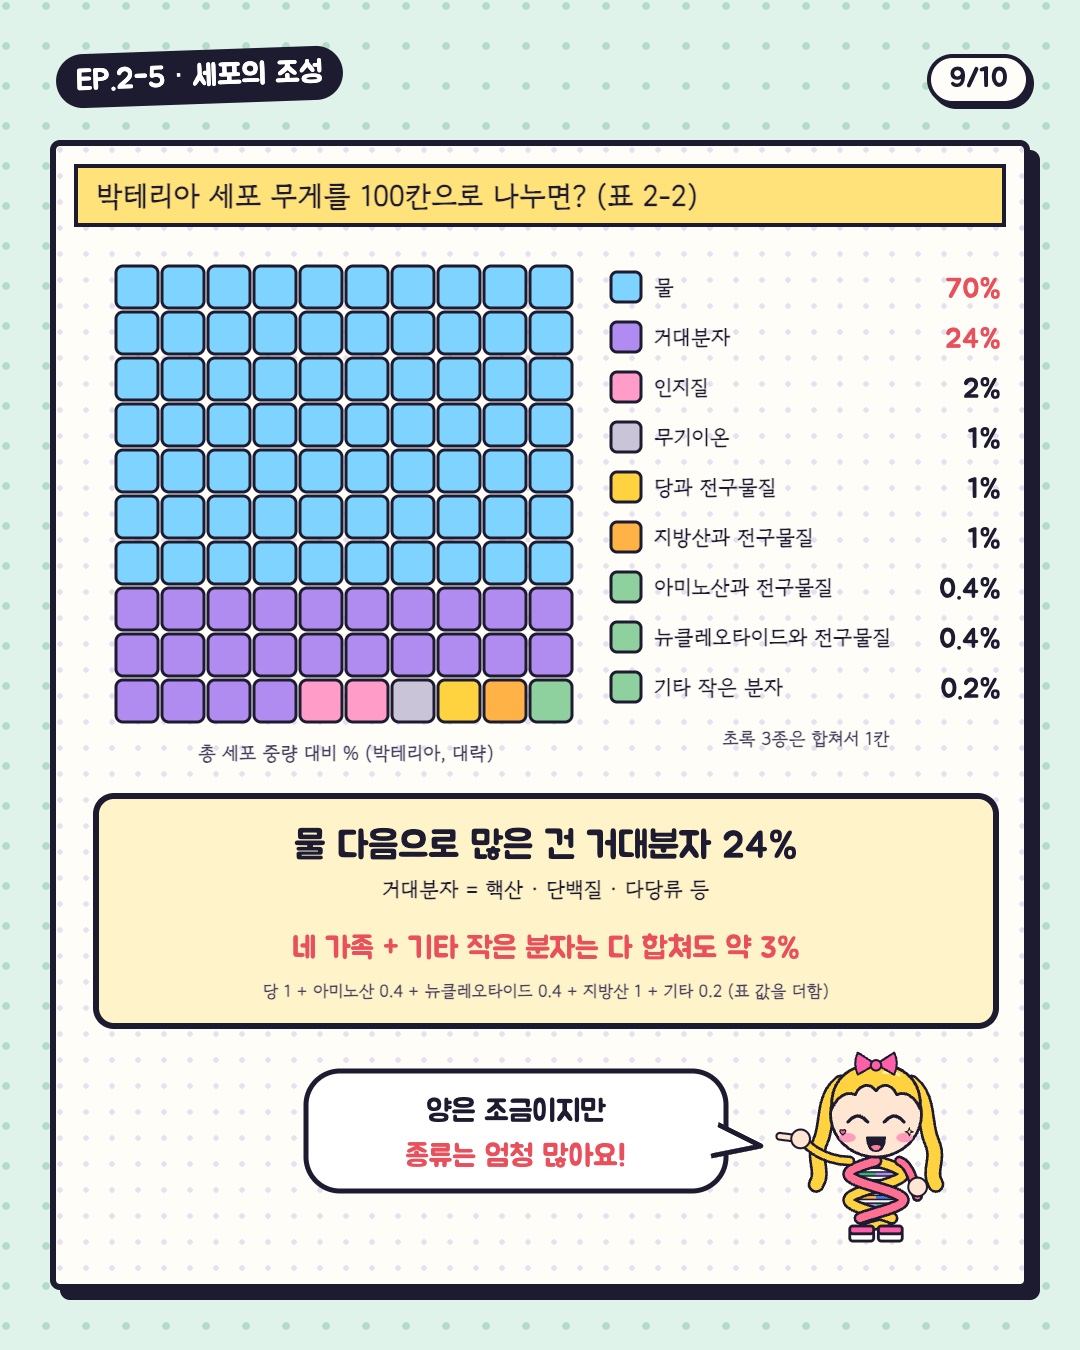 EP.2-5 · 세포의 조성
9/10
박테리아 세포 무게를 100칸으로 나누면? (표 2-2)
물 70%
거대분자 24%
인지질 2%
무기이온 1%
당과 전구물질 1%
지방산과 전구물질 1%
아미노산과 전구물질 0.4%
뉴클레오타이드와 전구물질 0.4%
기타 작은 분자 0.2%
초록 3종은 합쳐서 1칸
총 세포 중량 대비 % (박테리아, 대략)
물 다음으로 많은 건 거대분자 24%
거대분자 = 핵산 · 단백질 · 다당류 등
네 가족 + 기타 작은 분자는 다 합쳐도 약 3%
당 1 + 아미노산 0.4 + 뉴클레오타이드 0.4 + 지방산 1 + 기타 0.2 (표 값을 더함)
양은 조금이지만
종류는 엄청 많아요!